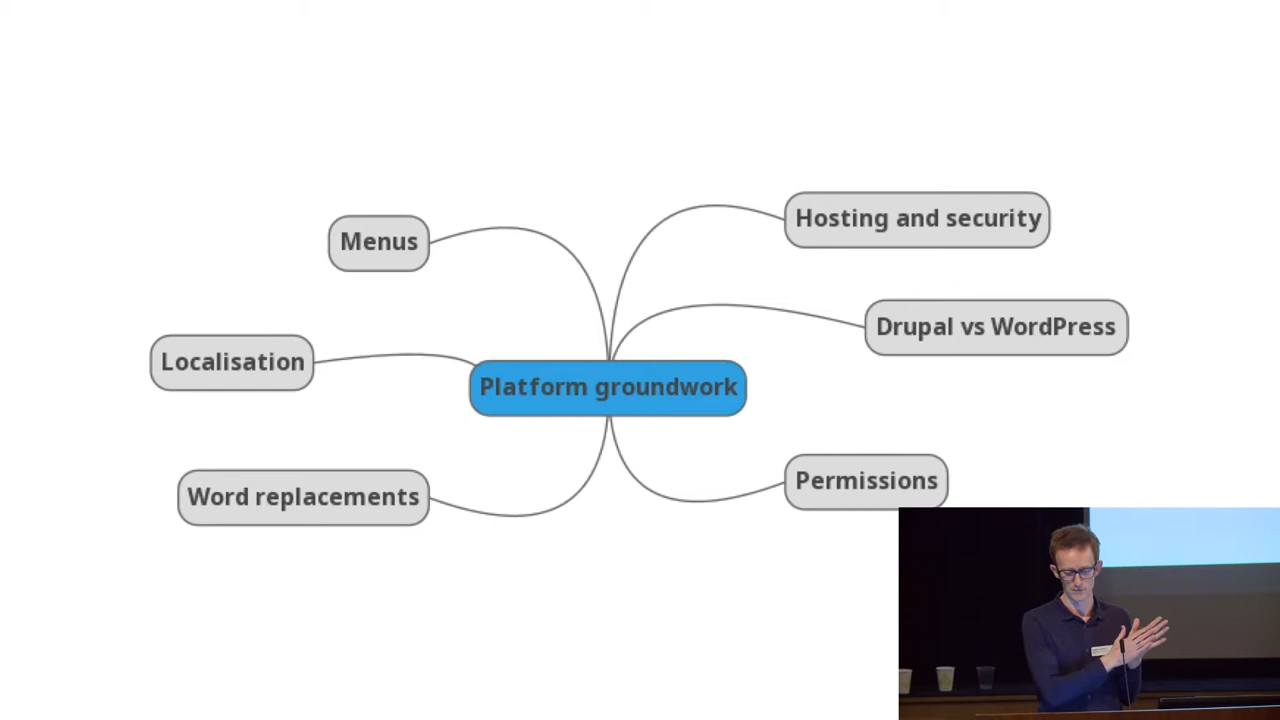 Menus
Hosting and security
Drupal vs WordPress
Localisation
Platform groundwork
Permissions
Word replacements